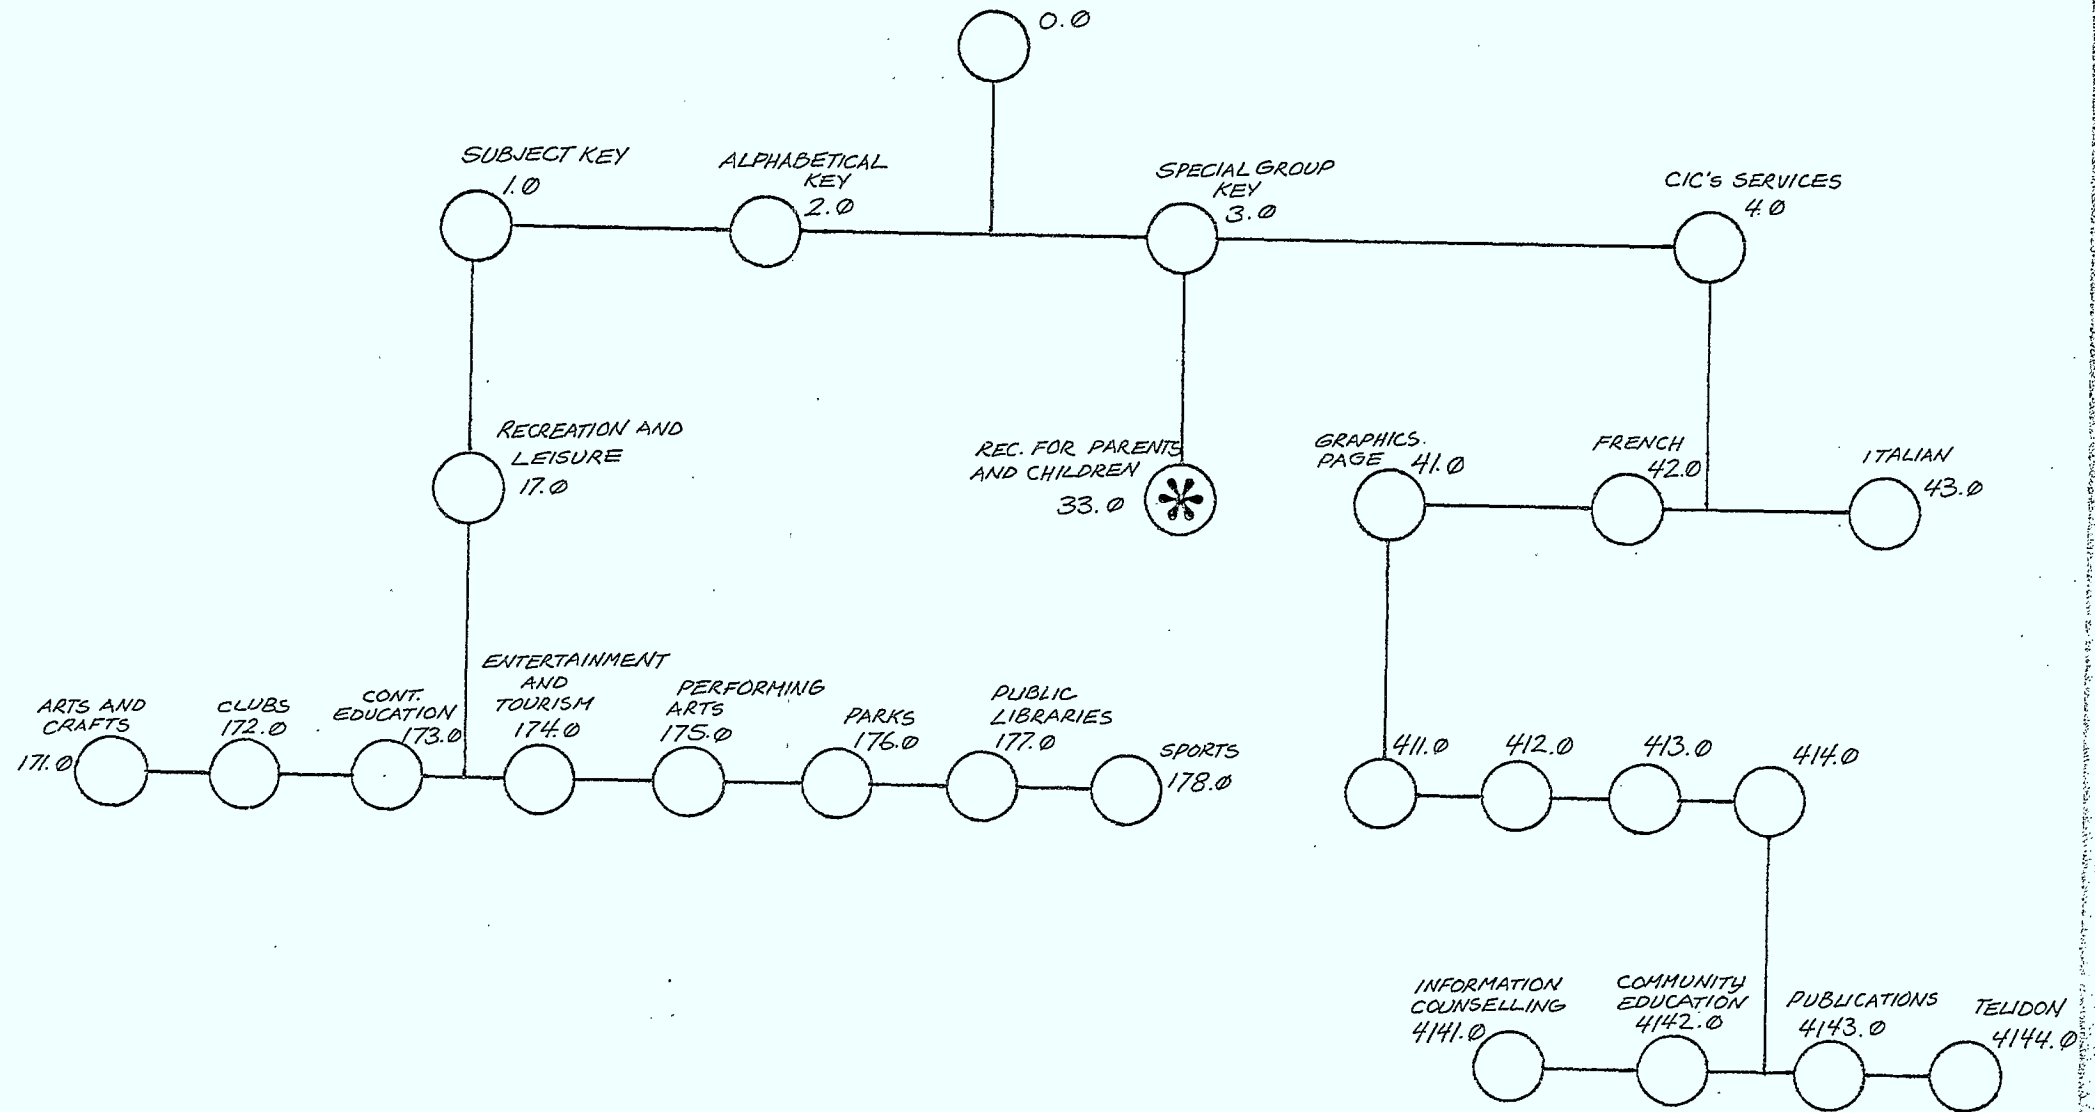 0.0
SUBJECT KEY
1.0
ALPHABETICAL
KEY
2.0
SPECIAL GROUP
KEY
3.0
CIC's SERVICES
4.0
RECREATION AND
LEISURE
17.0
REC. FOR PARENTS
AND CHILDREN
33.0
GRAPHICS.
PAGE 41.0
FRENCH
42.0
ITALIAN
43.0
ARTS AND
CRAFTS
171.0
CLUBS
172.0
CONT.
EDUCATION
173.0
ENTERTAINMENT
AND
TOURISM
174.0
PERFORMING
ARTS
175.0
PARKS
176.0
PUBLIC
LIBRARIES
177.0
SPORTS
178.0
411.0
412.0
413.0
414.0
INFORMATION
COUNSELLING
4141.0
COMMUNITY
EDUCATION
4142.0
PUBLICATIONS
4143.0
TELIDON
4144.0